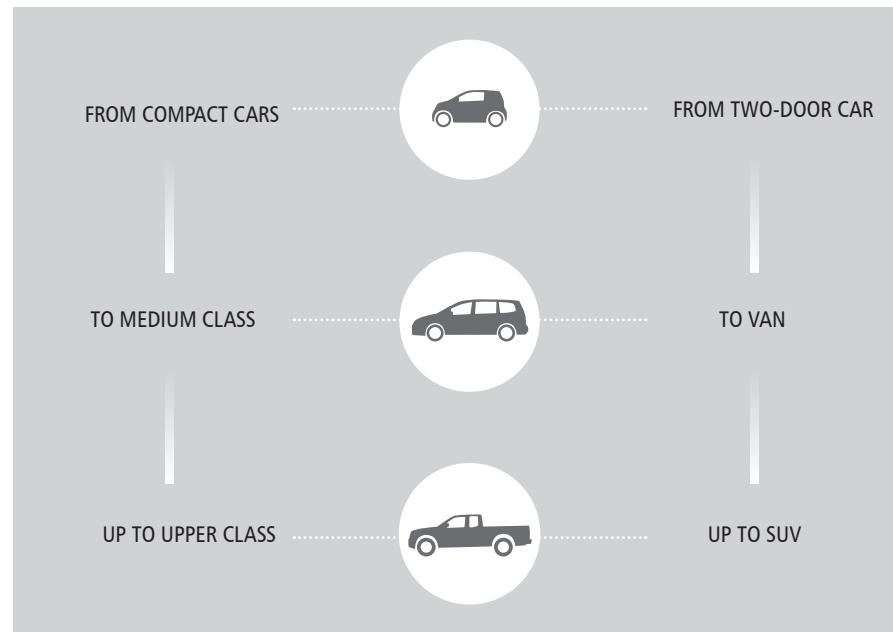 FROM COMPACT CARS
FROM TWO-DOOR CAR
TO MEDIUM CLASS
TO VAN
UP TO UPPER CLASS
UP TO SUV